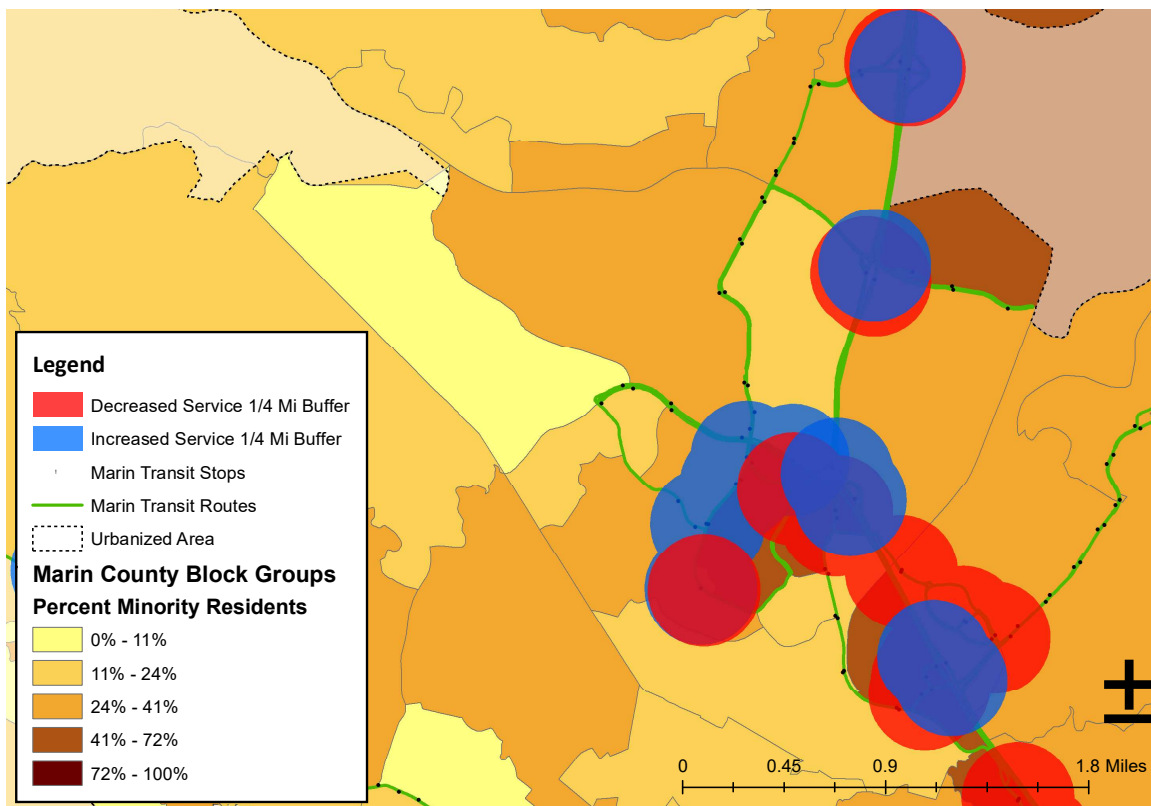 Legend
Decreased Service 1/4 Mi Buffer
Increased Service 1/4 Mi Buffer
Marin Transit Stops
Marin Transit Routes
Urbanized Area
Marin County Block Groups
Percent Minority Residents
0% - 11%
11% - 24%
24% - 41%
41% - 72%
72% - 100%
0 0.45 0.9 1.8 Miles